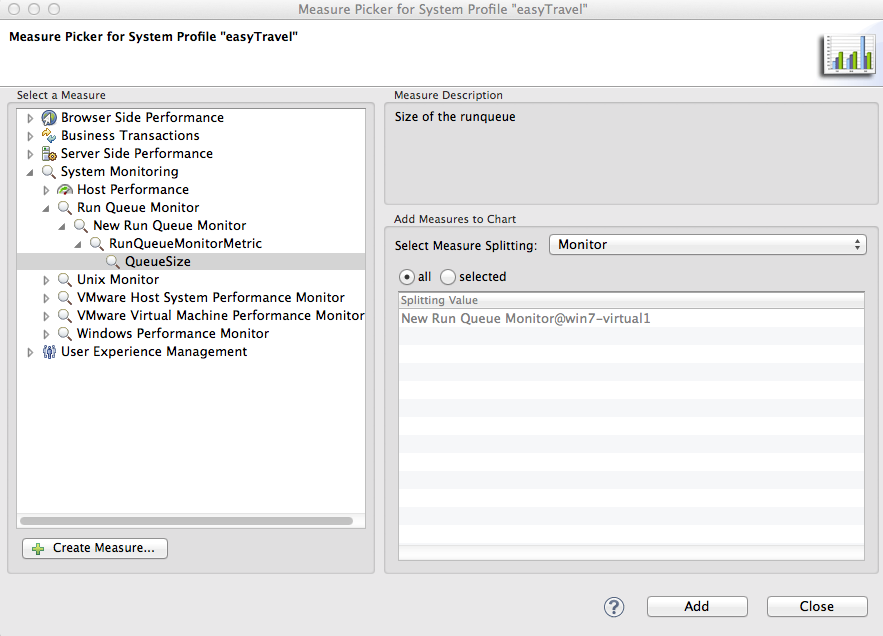 Measure Picker for System Profile "easyTravel"
Measure Picker for System Profile "easyTravel"
Select a Measure
Browser Side Performance
Business Transactions
Server Side Performance
System Monitoring
Host Performance
Run Queue Monitor
New Run Queue Monitor
RunQueueMonitorMetric
QueueSize
Unix Monitor
VMware Host System Performance Monitor
VMware Virtual Machine Performance Monitor
Windows Performance Monitor
User Experience Management
Create Measure...
Measure Description
Size of the runqueue
Add Measures to Chart
Select Measure Splitting: Monitor
all selected
Splitting Value
New Run Queue Monitor@win7-virtual1
? Add Close